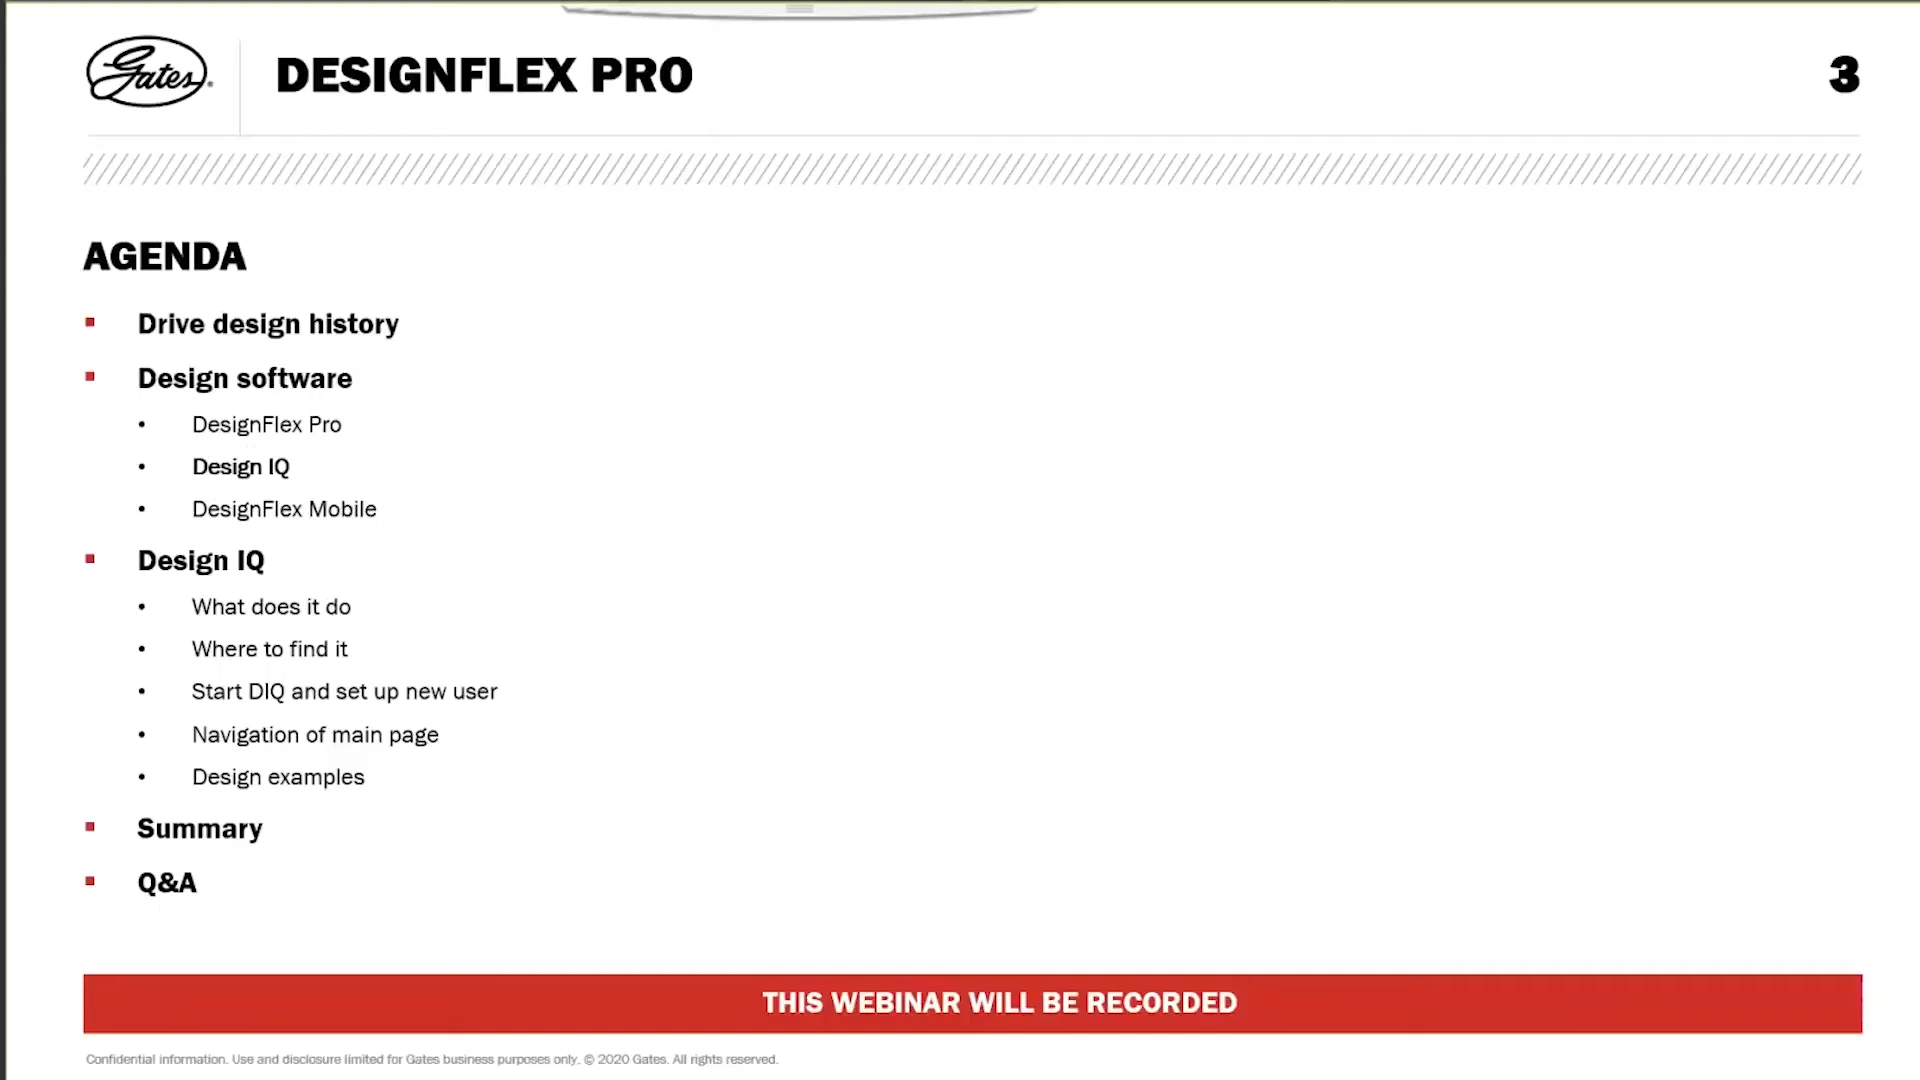 Gates
DESIGNFLEX PRO
3
AGENDA
Drive design history
Design software
DesignFlex Pro
Design IQ
DesignFlex Mobile
Design IQ
What does it do
Where to find it
Start DIQ and set up new user
Navigation of main page
Design examples
Summary
Q&A
THIS WEBINAR WILL BE RECORDED
Confidential information. Use and disclosure limited for Gates business purposes only. © 2020 Gates. All rights reserved.